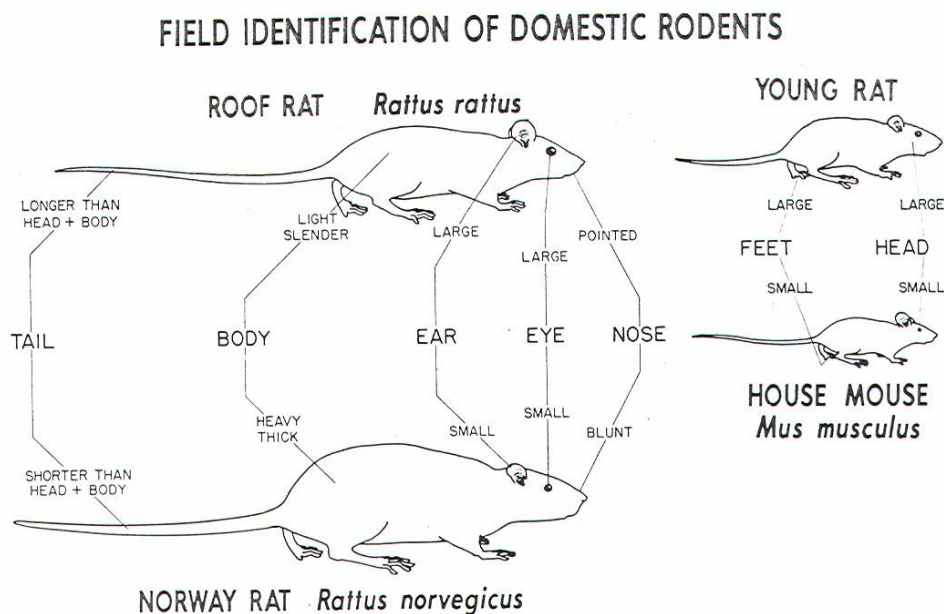 FIELD IDENTIFICATION OF DOMESTIC RODENTS
ROOF RAT Rattus rattus
LONGER THAN
HEAD + BODY
LIGHT
SLENDER
LARGE
LARGE
POINTED
TAIL
BODY
EAR
EYE
NOSE
SHORTER THAN
HEAD + BODY
HEAVY
THICK
SMALL
SMALL
BLUNT
NORWAY RAT Rattus norvegicus
YOUNG RAT
LARGE
LARGE
FEET
HEAD
SMALL
SMALL
HOUSE MOUSE
Mus musculus